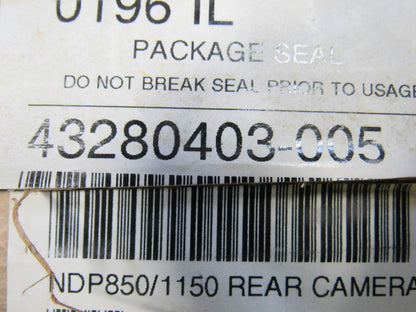 0196 IL
PACKAGE SEAL
DO NOT BREAK SEAL PRIOR TO USAGE
43280403-005
NDP850/1150 REAR CAMERA